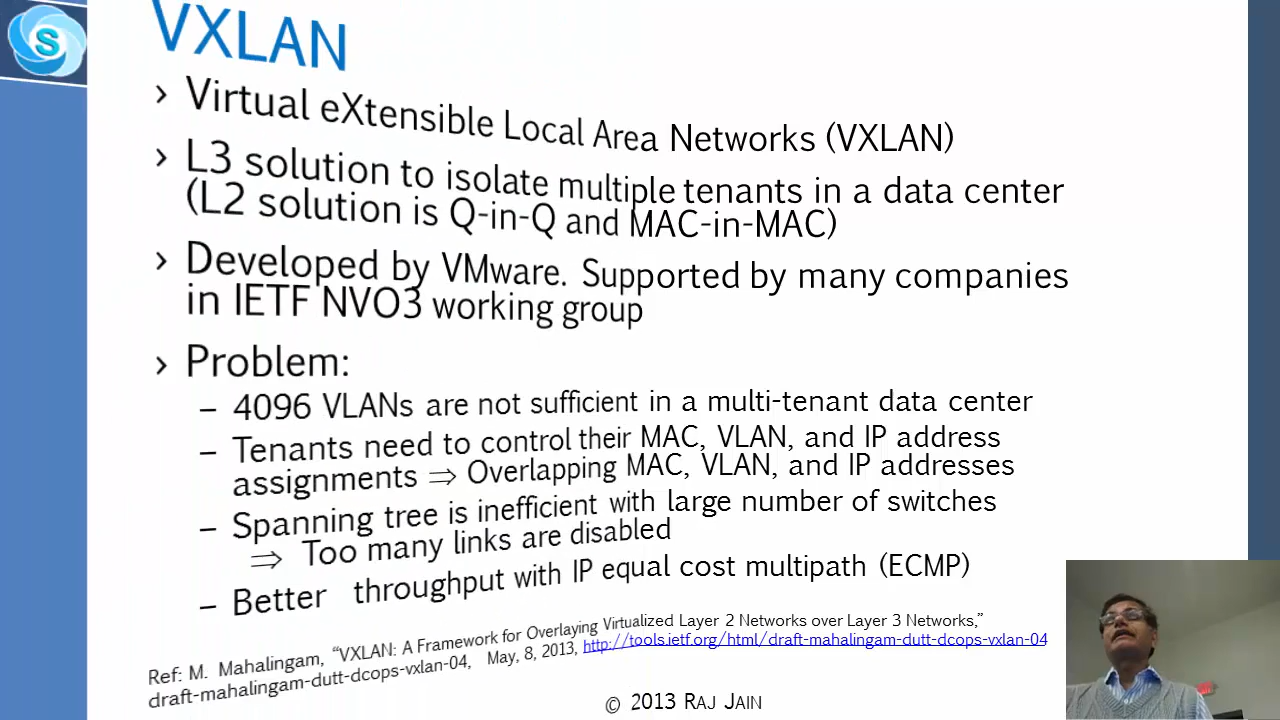 S
VXLAN
› Virtual eXtensible Local Area Networks (VXLAN)
› L3 solution to isolate multiple tenants in a data center
(L2 solution is Q-in-Q and MAC-in-MAC)
› Developed by VMware. Supported by many companies
in IETF NVO3 working group
› Problem:
– 4096 VLANs are not sufficient in a multi-tenant data center
– Tenants need to control their MAC, VLAN, and IP address
assignments ⇒ Overlapping MAC, VLAN, and IP addresses
– Spanning tree is inefficient with large number of switches
⇒ Too many links are disabled
– Better throughput with IP equal cost multipath (ECMP)
Ref: M. Mahalingam, “VXLAN: A Framework for Overlaying Virtualized Layer 2 Networks over Layer 3 Networks,”
draft-mahalingam-dutt-dcops-vxlan-04, May, 8, 2013, http://tools.ietf.org/html/draft-mahalingam-dutt-dcops-vxlan-04
© 2013 RAJ JAIN